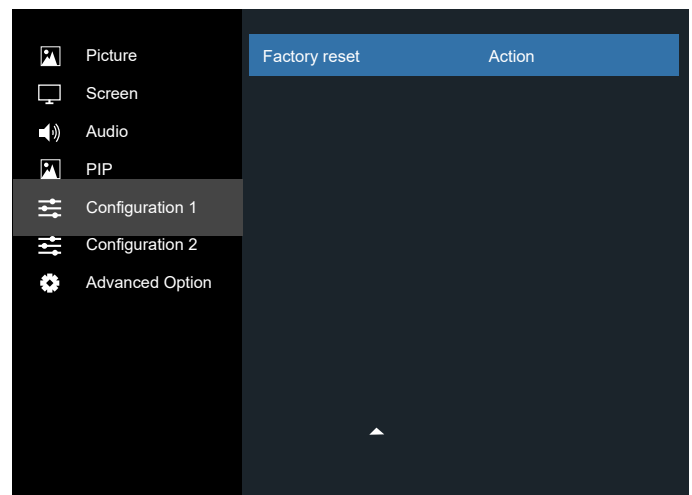 Picture
Screen
Audio
PIP
Configuration 1
Configuration 2
Advanced Option
Factory reset Action